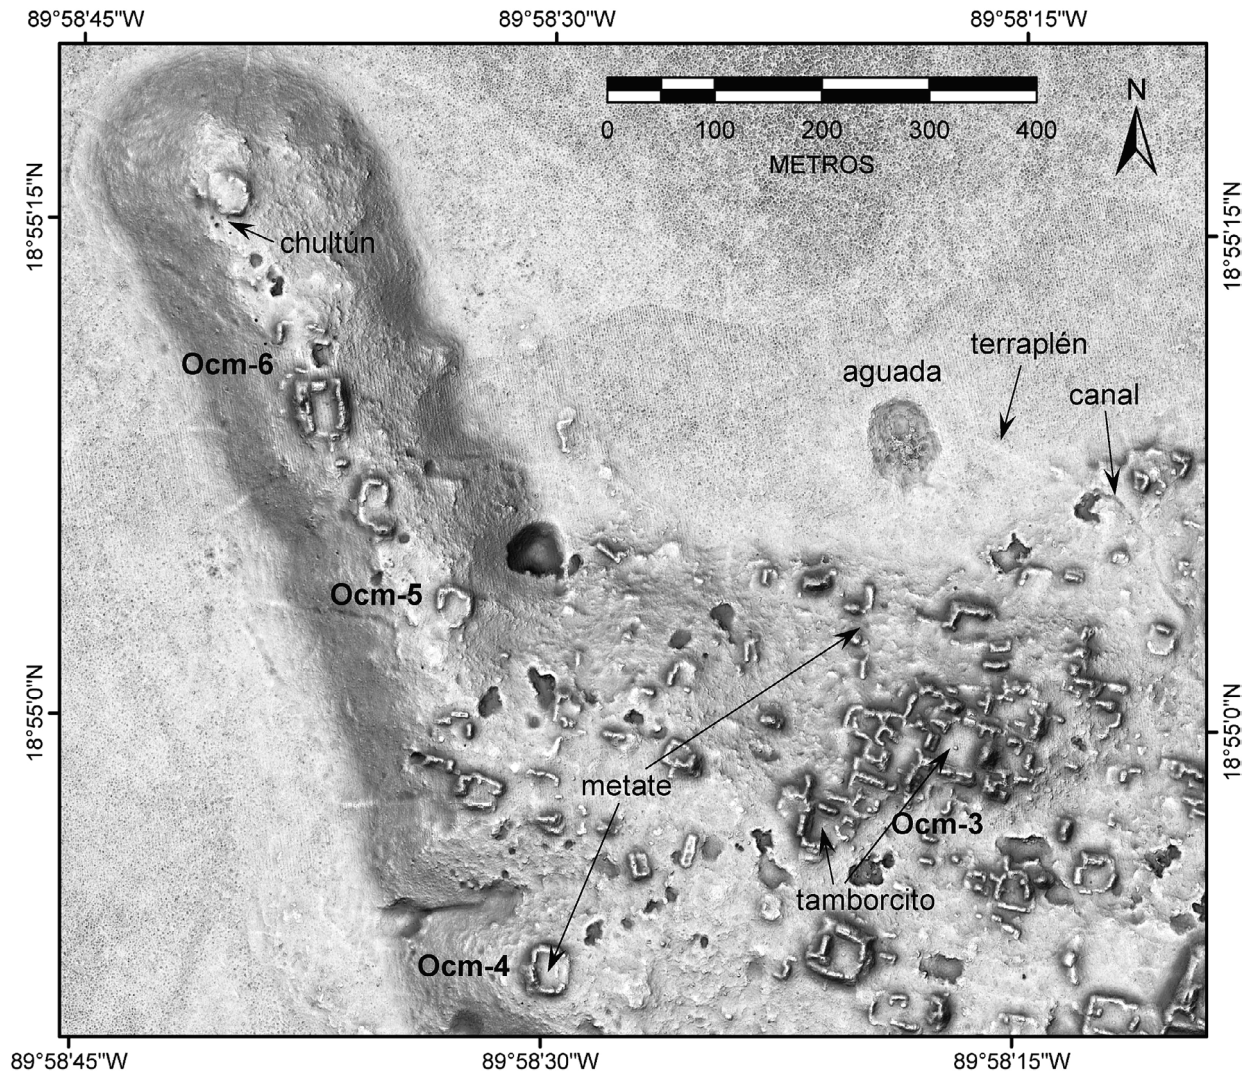 89°58'45"W
89°58'30"W
89°58'15"W
N
0 100 200 300 400
METROS
18°55'15"N
18°55'15"N
chultún
terraplén
Ocm-6
aguada
canal
Ocm-5
18°55'0"N
18°55'0"N
metate
Ocm-3
tamborcito
Ocm-4
89°58'45"W
89°58'30"W
89°58'15"W